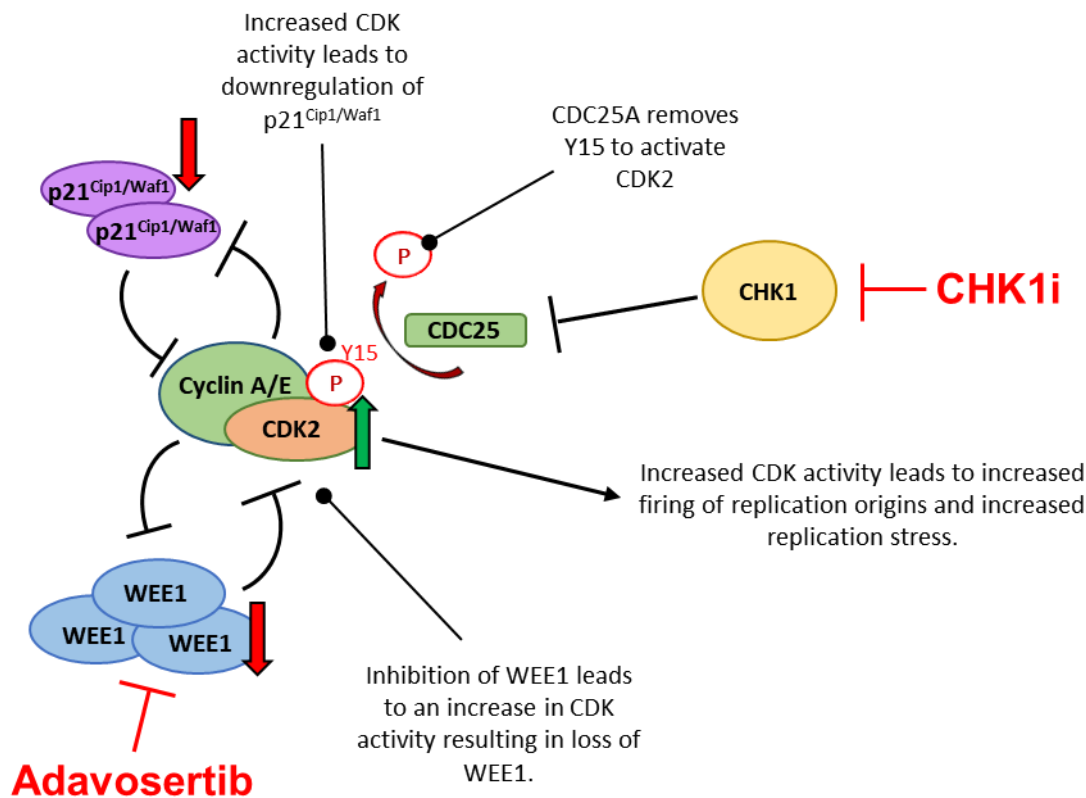 Increased CDK
activity leads to
downregulation of
p21Cip1/Waf1
CDC25A removes
Y15 to activate
CDK2
p21Cip1/Waf1
p21Cip1/Waf1
P
CHK1
CHK1i
CDC25
Y15
P
Cyclin A/E
CDK2
Increased CDK activity leads to increased
firing of replication origins and increased
replication stress.
WEE1
WEE1
WEE1
Inhibition of WEE1 leads
to an increase in CDK
activity resulting in loss of
WEE1.
Adavosertib